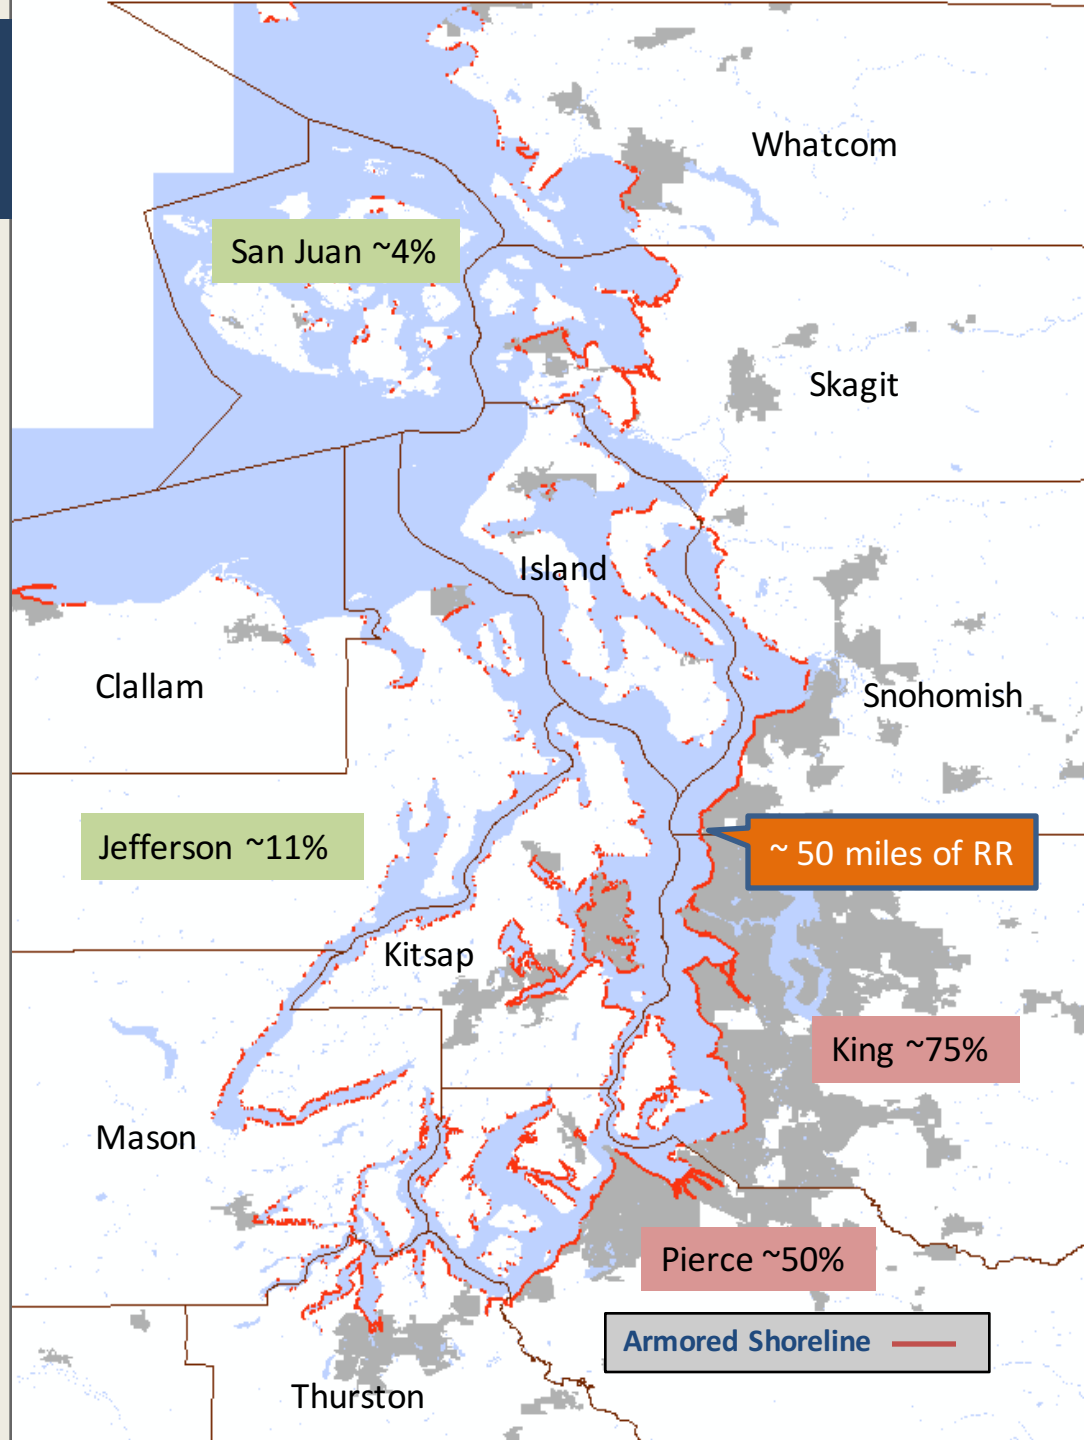 Whatcom
San Juan ~4%
Skagit
Island
Clallam
Snohomish
Jefferson ~11%
~ 50 miles of RR
Kitsap
King ~75%
Mason
Pierce ~50%
Armored Shoreline
Thurston